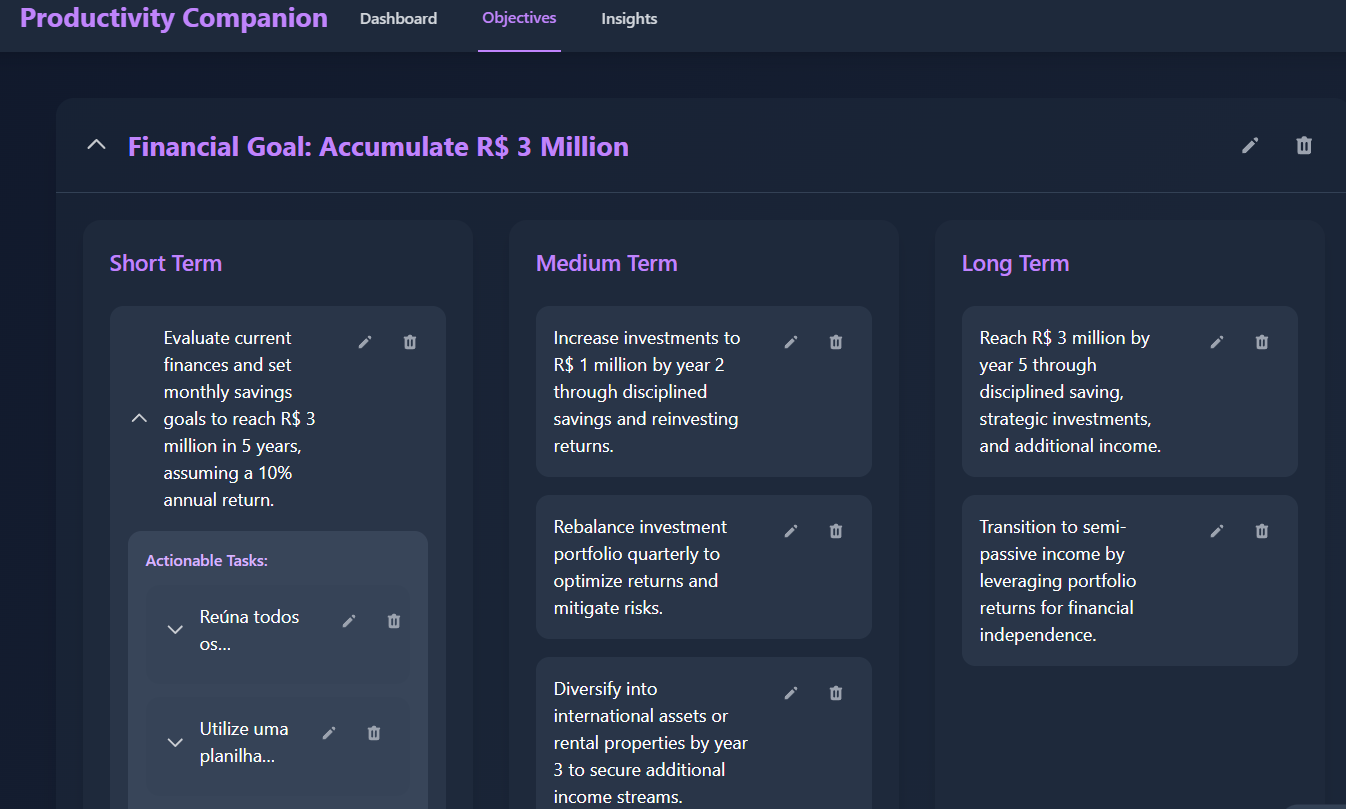 Productivity Companion
Dashboard
Objectives
Insights
Financial Goal: Accumulate R$ 3 Million
Short Term
Evaluate current
finances and set
monthly savings
goals to reach R$ 3
million in 5 years,
assuming a 10%
annual return.
Actionable Tasks:
Reúna todos
os...
Utilize uma
planilha...
Medium Term
Increase investments to
R$ 1 million by year 2
through disciplined
savings and reinvesting
returns.
Rebalance investment
portfolio quarterly to
optimize returns and
mitigate risks.
Diversify into
international assets or
rental properties by year
3 to secure additional
income streams.
Long Term
Reach R$ 3 million by
year 5 through
disciplined saving,
strategic investments,
and additional income.
Transition to semi-
passive income by
leveraging portfolio
returns for financial
independence.